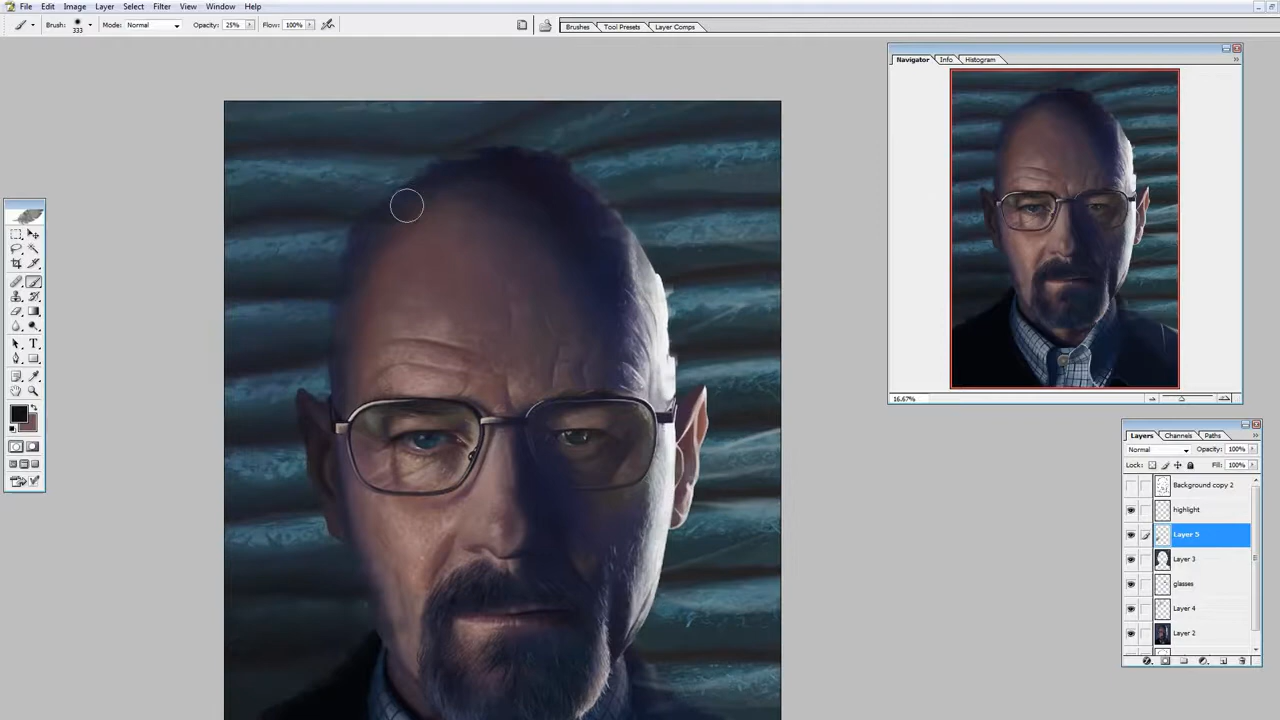 File Edit Image Layer Select Filter View Window Help
Brush: 333 Mode: Normal Opacity: 25% Flow: 100% Brushes Tool Presets Layer Comps
Navigator Info Histogram
16.67%
Layers Channels Paths
Normal Opacity: 100%
Lock: Fill: 100%
Background copy 2
highlight
Layer 5
Layer 3
glasses
Layer 4
Layer 2